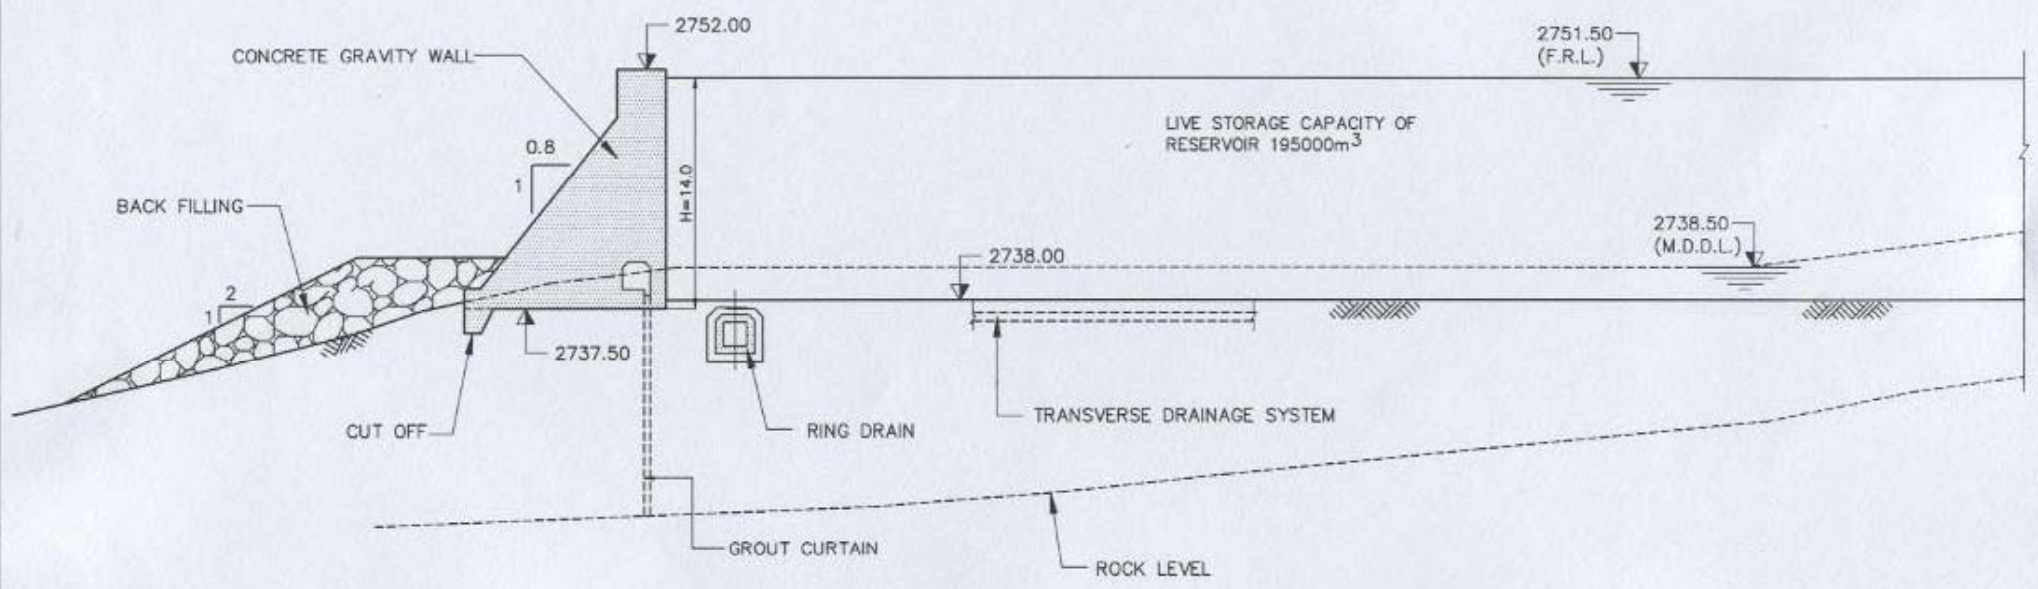 2752.00
CONCRETE GRAVITY WALL
2751.50
(F.R.L.)
LIVE STORAGE CAPACITY OF
RESERVOIR 195000m³
0.8
1
H=14.0
BACK FILLING
2738.50
(M.D.D.L.)
2738.00
2
1
2737.50
CUT OFF
RING DRAIN
TRANSVERSE DRAINAGE SYSTEM
GROUT CURTAIN
ROCK LEVEL